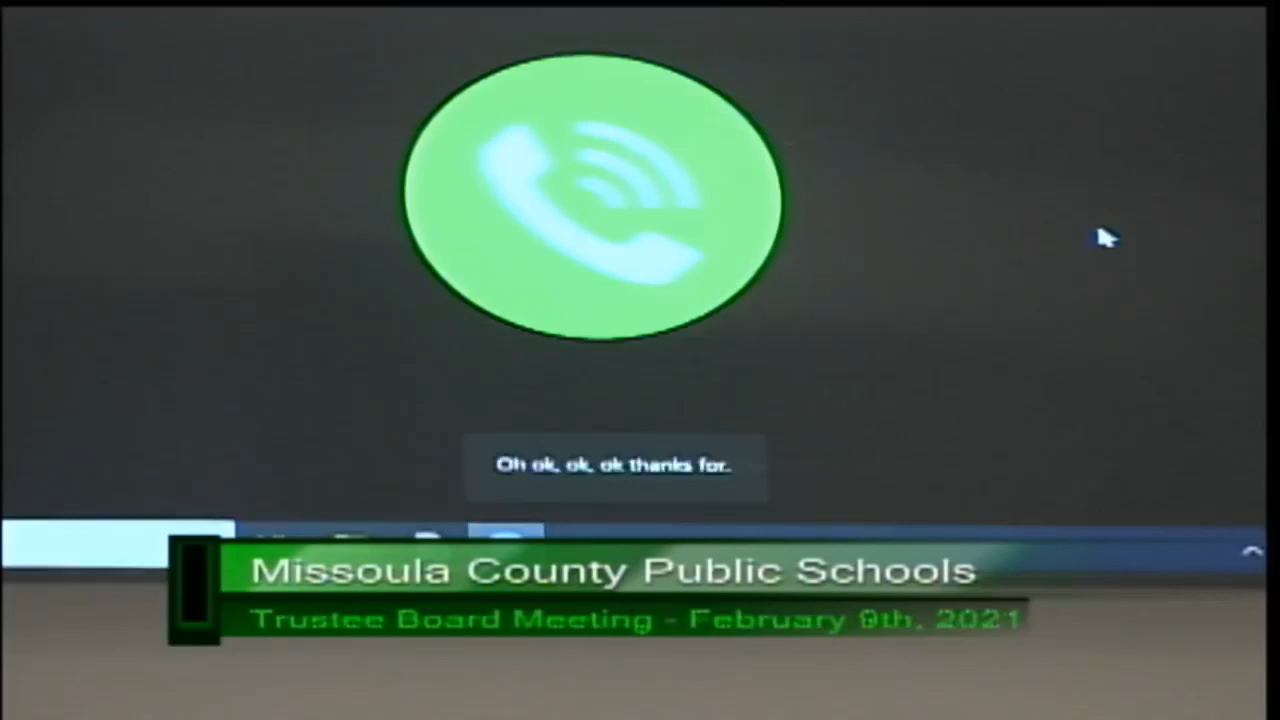 Oh ok, ok, ok thanks for.
Missoula County Public Schools
Trustee Board Meeting - February 9th, 2021